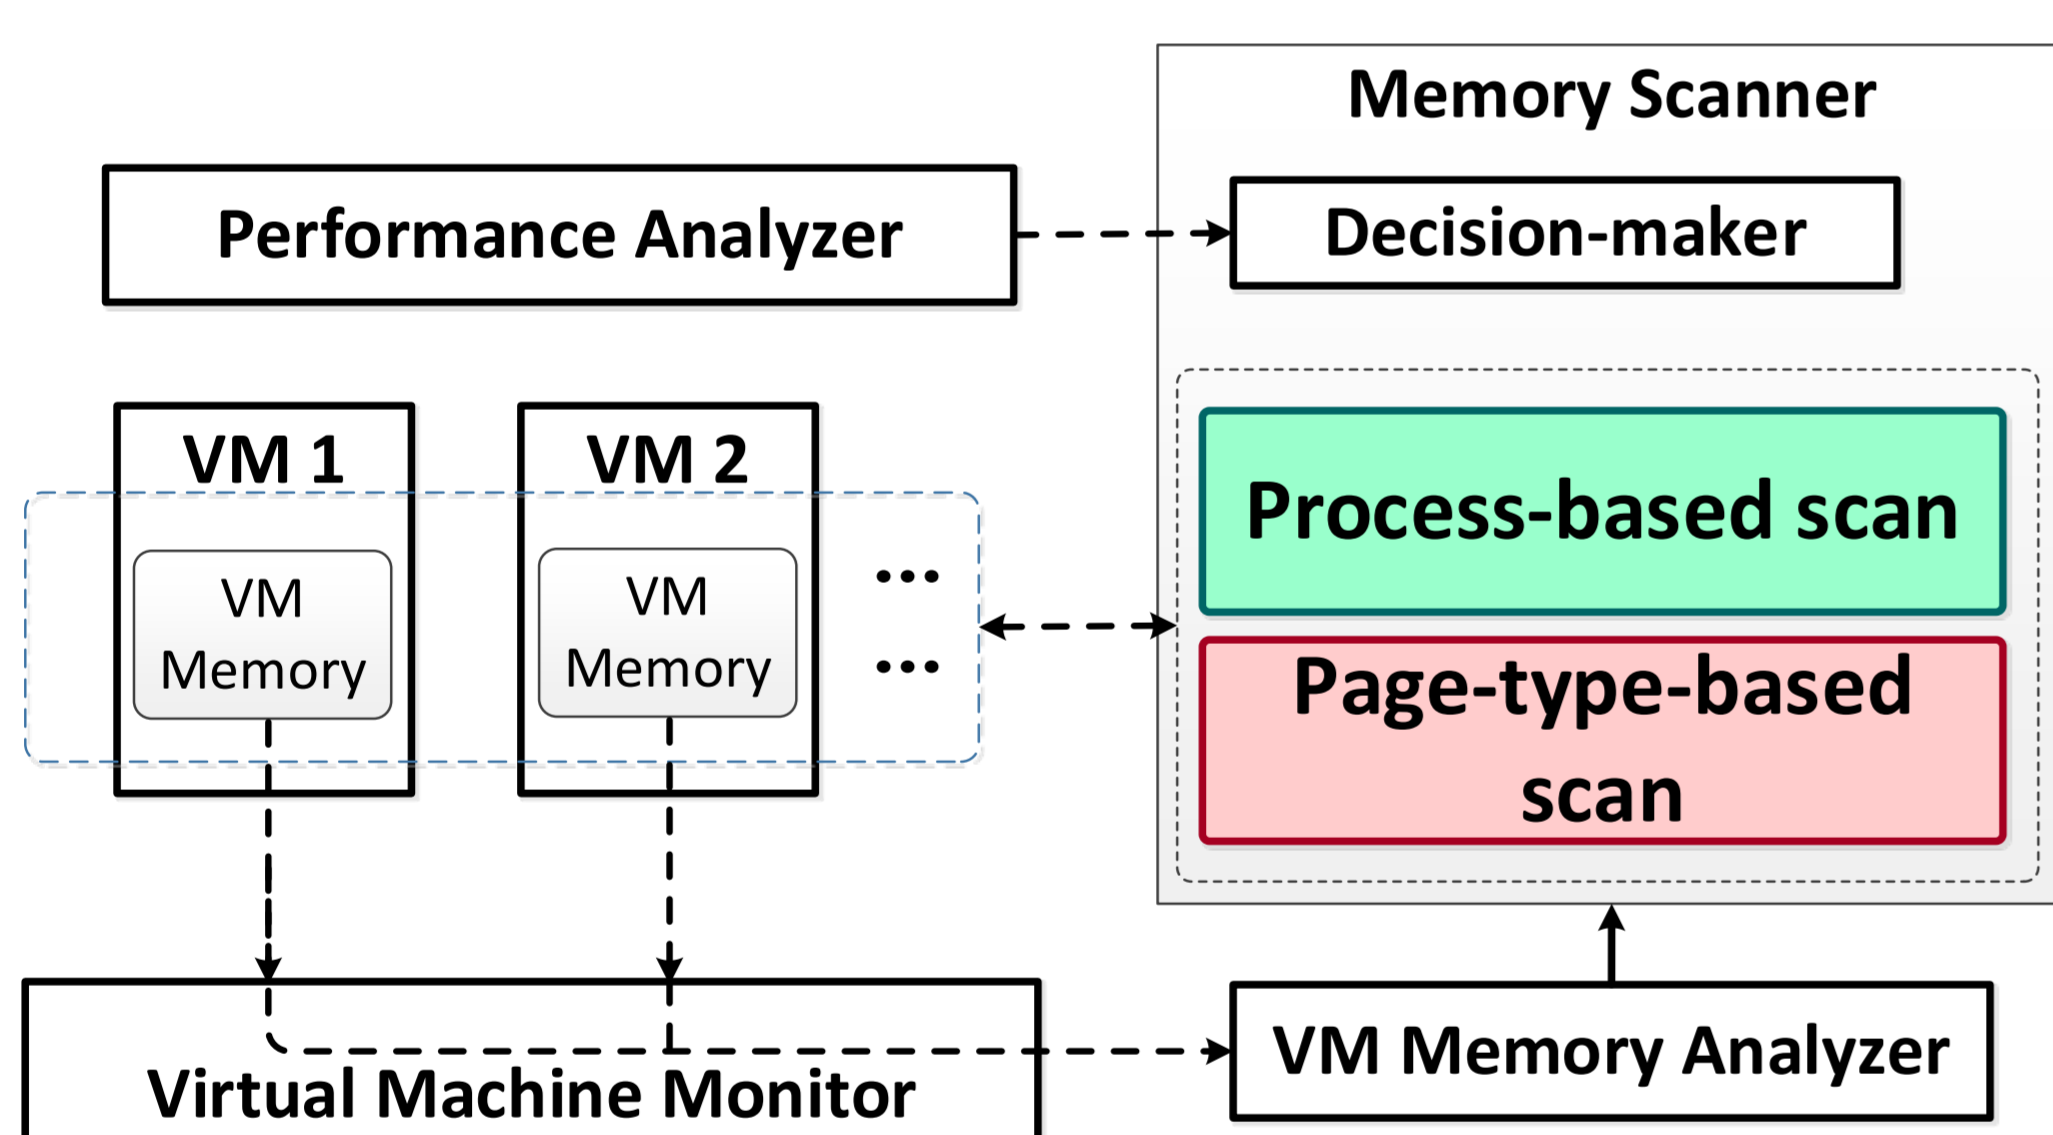 Memory Scanner
Performance Analyzer
Decision-maker
VM 1
VM 2
VM
Memory
VM
Memory
...
...
Process-based scan
Page-type-based
scan
Virtual Machine Monitor
VM Memory Analyzer